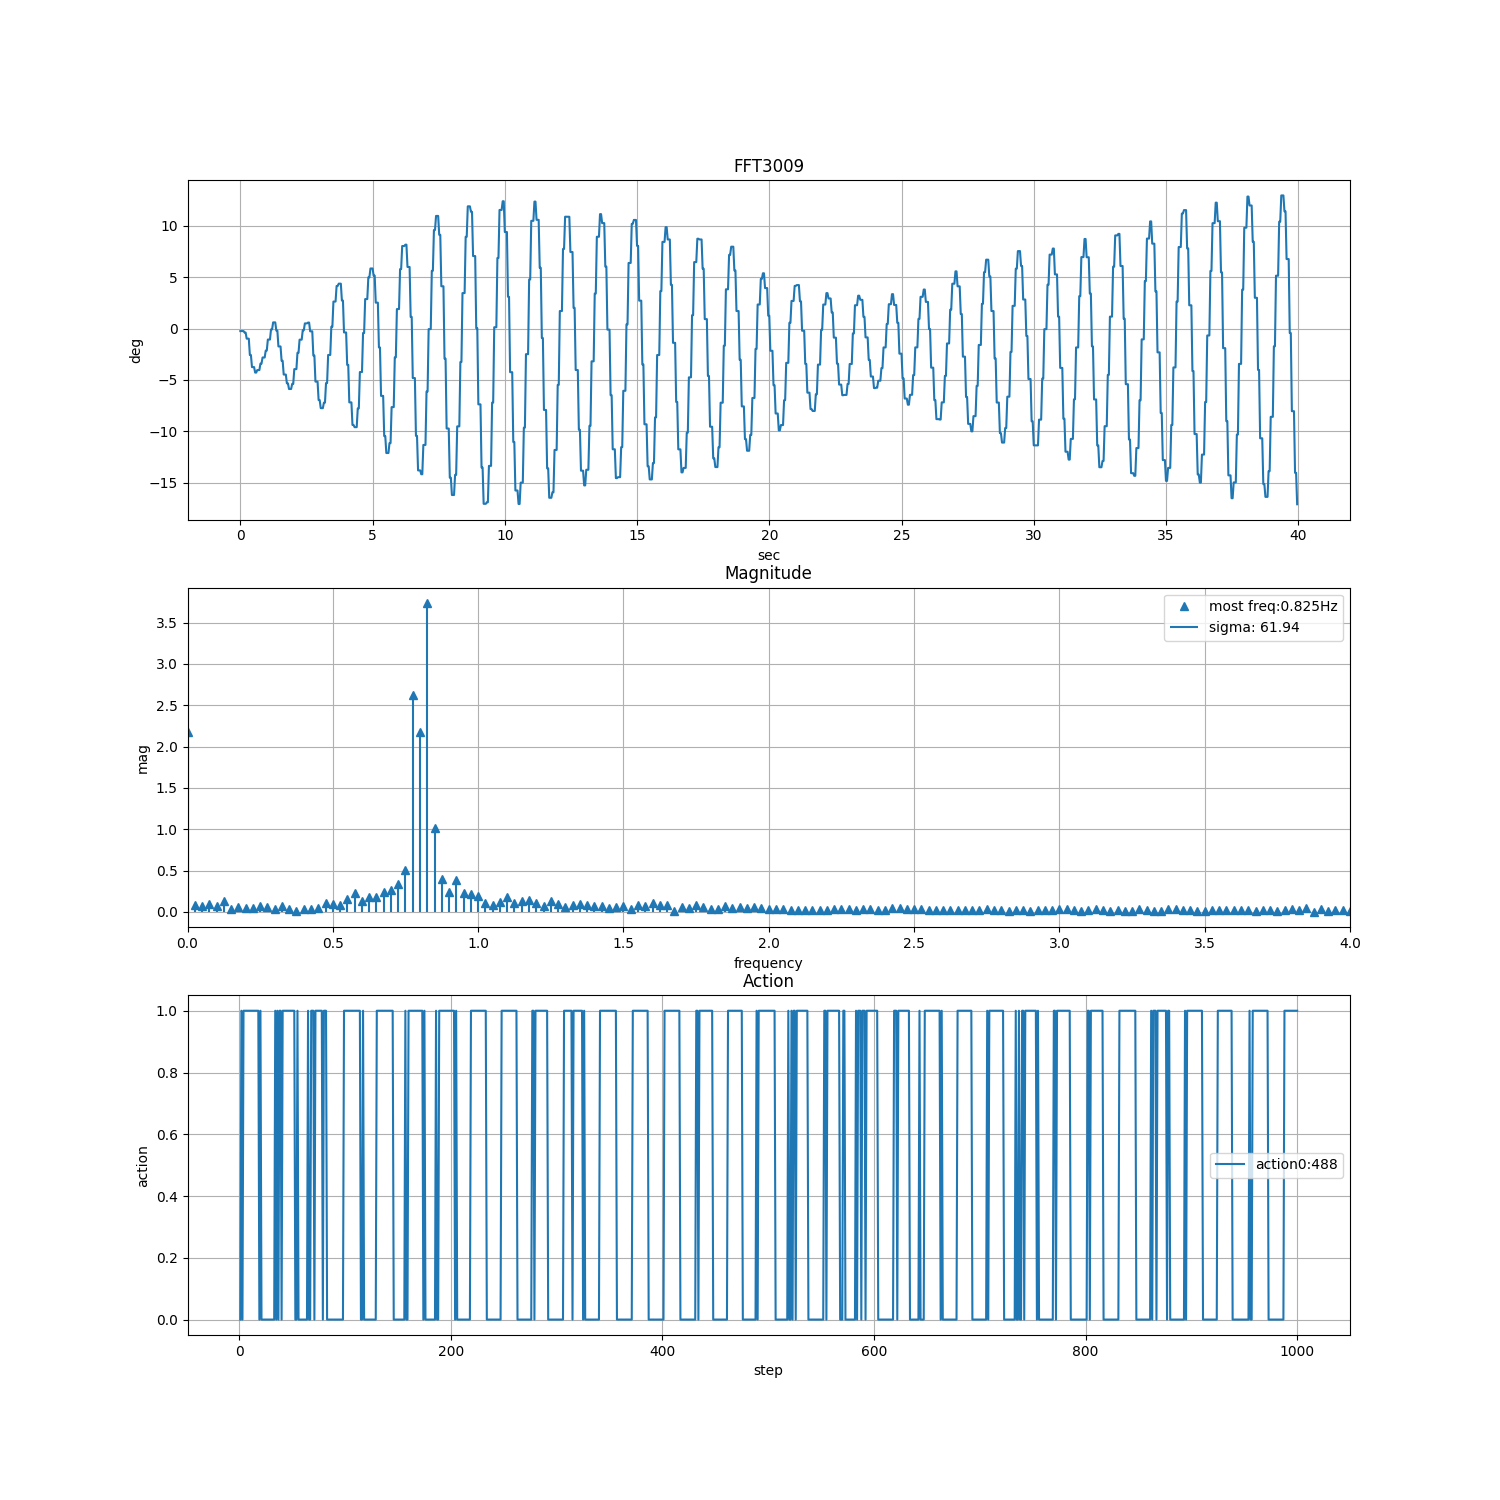 FFT3009
10
5
0
−5
−10
−15
deg
0 5 10 15 20 25 30 35 40
sec
Magnitude
most freq:0.825Hz
sigma: 61.94
3.5
3.0
2.5
2.0
1.5
1.0
0.5
0.0
mag
0.0 0.5 1.0 1.5 2.0 2.5 3.0 3.5 4.0
frequency
Action
1.0
0.8
0.6
0.4
0.2
0.0
action
action0:488
0 200 400 600 800 1000
step